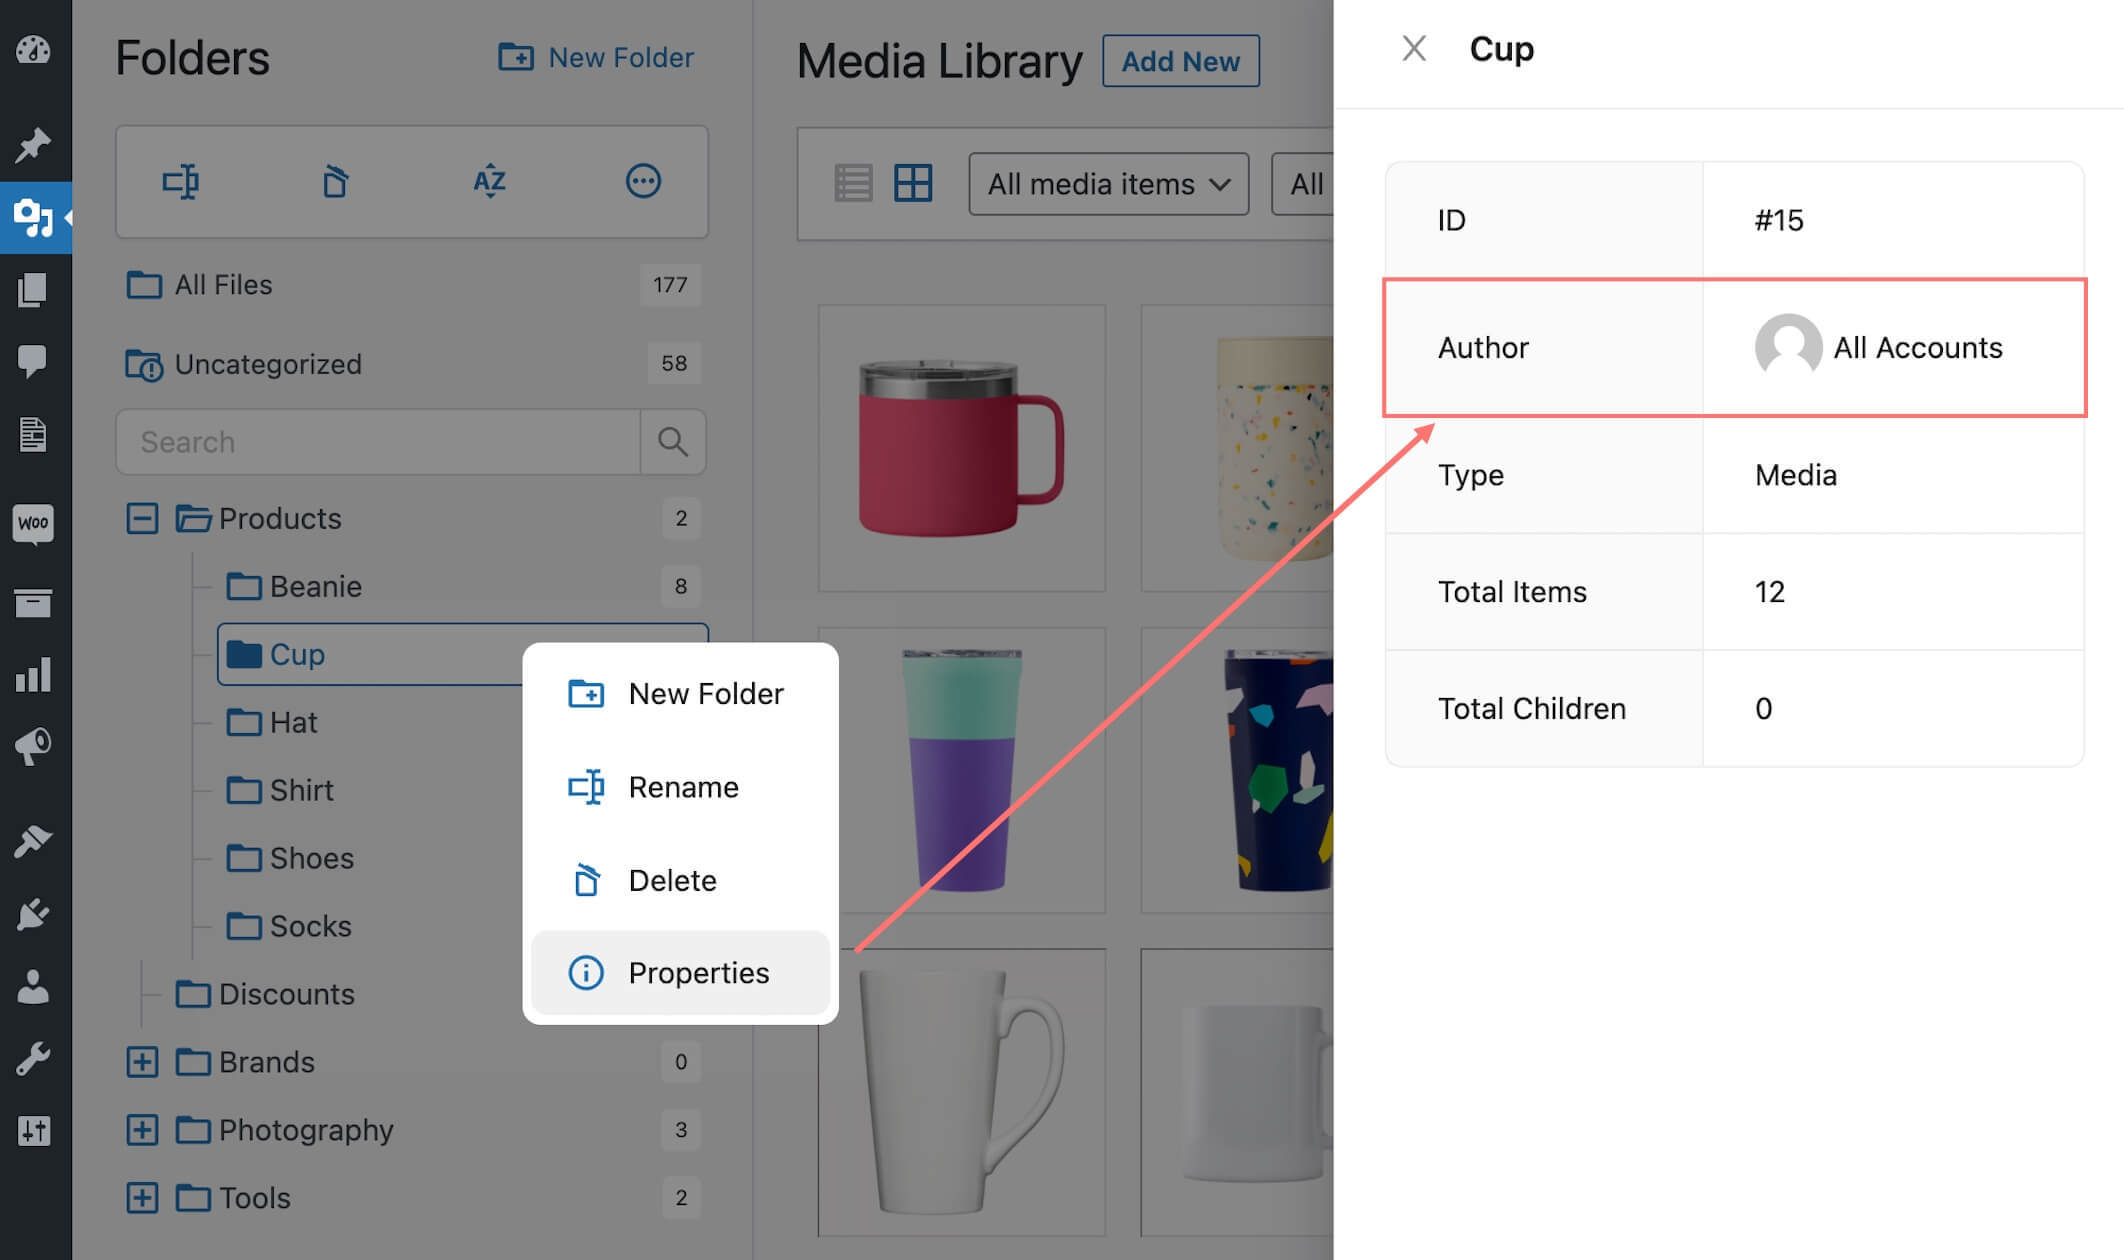 Folders
New Folder
AZ
All Files 177
Uncategorized 58
Search
Products 2
Beanie 8
Cup
Hat
Shirt
Shoes
Socks
Discounts
Brands 0
Photography 3
Tools 2
Woo
New Folder
Rename
Delete
Properties
Media Library Add New
All media items All
Cup
ID #15
Author All Accounts
Type Media
Total Items 12
Total Children 0